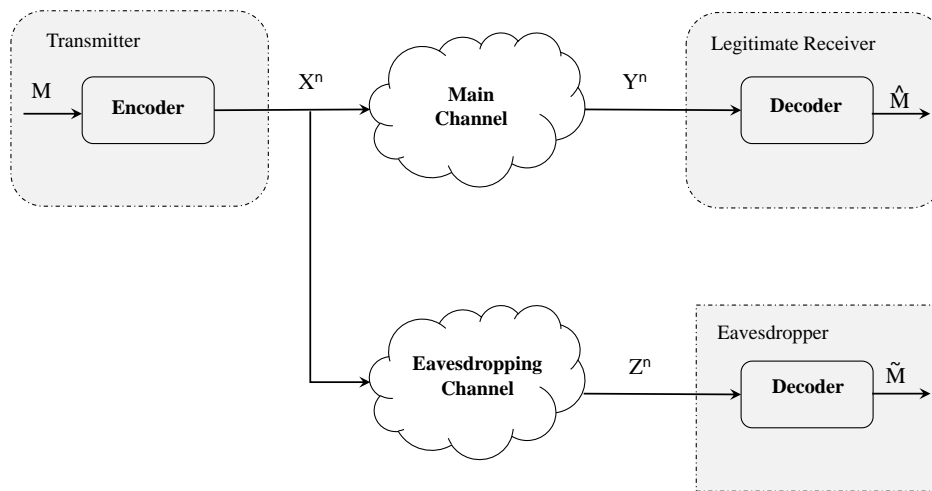 Transmitter
M
Encoder
Xⁿ
Main
Channel
Yⁿ
Legitimate Receiver
Decoder
M̂
Eavesdropping
Channel
Zⁿ
Eavesdropper
Decoder
M̃